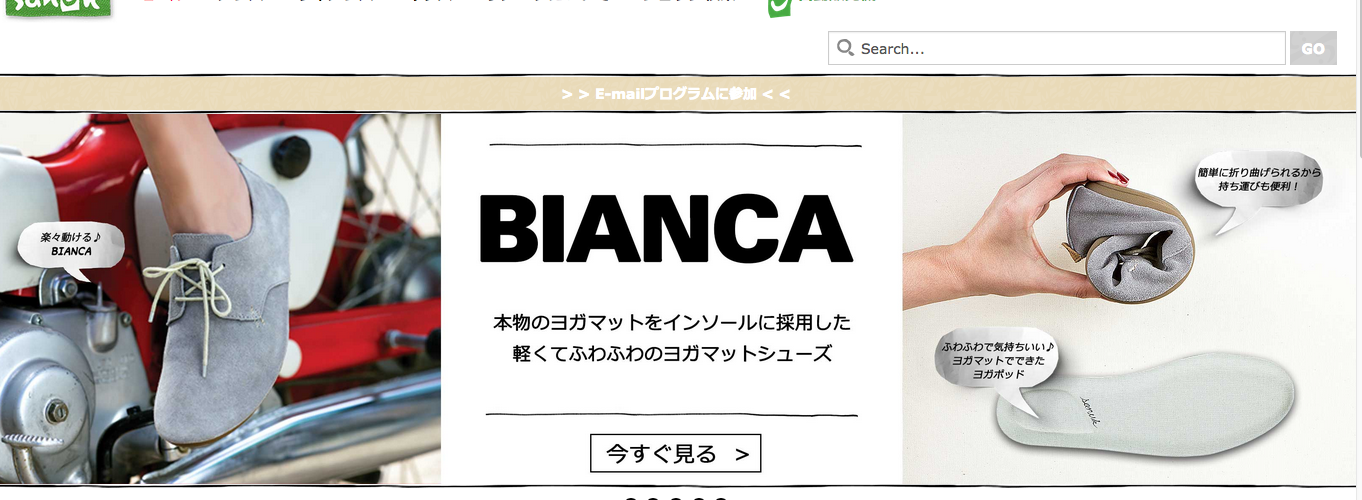 sanuk
Search...
GO
> > E-mailプログラムに参加 < <
楽々動ける♪
BIANCA
BIANCA
本物のヨガマットをインソールに採用した
軽くてふわふわのヨガマットシューズ
今すぐ見る >
簡単に折り曲げられるから
持ち運びも便利！
ふわふわで気持ちいい♪
ヨガマットでできた
ヨガポッド
sanuk